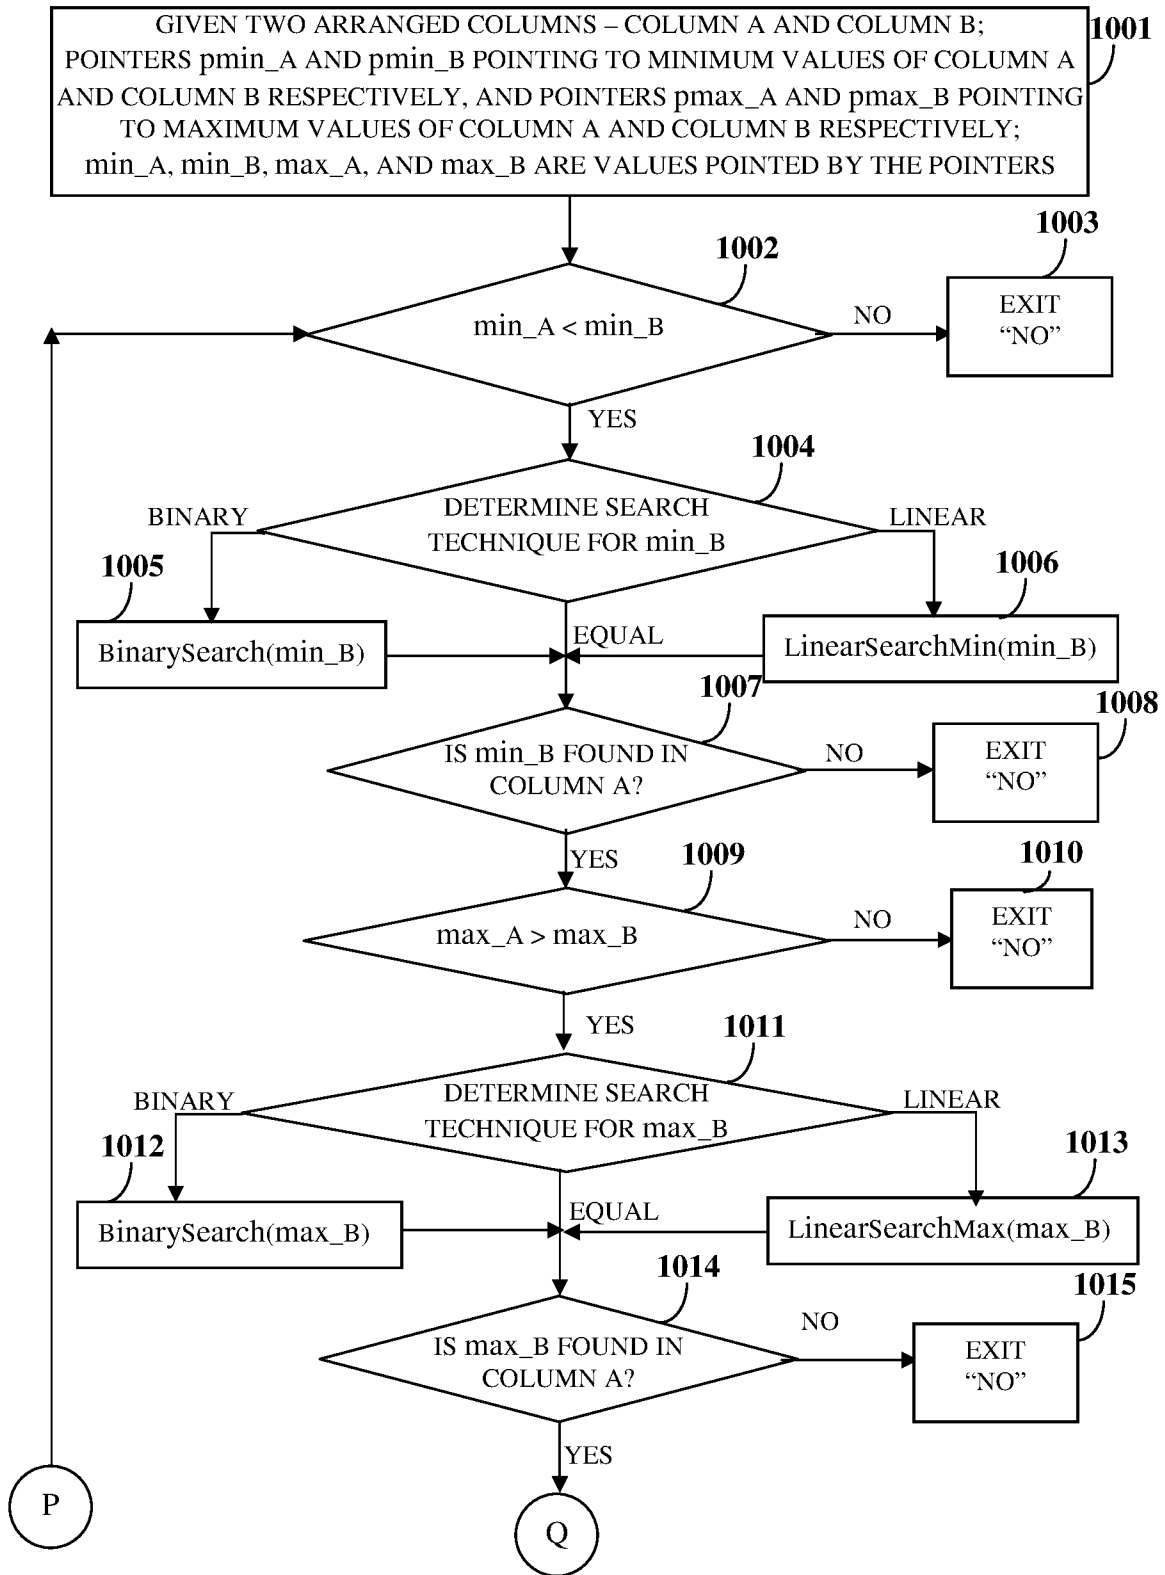 GIVEN TWO ARRANGED COLUMNS – COLUMN A AND COLUMN B;
POINTERS pmin_A AND pmin_B POINTING TO MINIMUM VALUES OF COLUMN A
AND COLUMN B RESPECTIVELY, AND POINTERS pmax_A AND pmax_B POINTING
TO MAXIMUM VALUES OF COLUMN A AND COLUMN B RESPECTIVELY;
min_A, min_B, max_A, AND max_B ARE VALUES POINTED BY THE POINTERS
1001
1002
min_A < min_B
NO
1003
EXIT
“NO”
YES
1004
DETERMINE SEARCH
TECHNIQUE FOR min_B
BINARY
LINEAR
1005
BinarySearch(min_B)
EQUAL
1006
LinearSearchMin(min_B)
1007
IS min_B FOUND IN
COLUMN A?
NO
1008
EXIT
“NO”
YES
1009
max_A > max_B
NO
1010
EXIT
“NO”
YES
1011
DETERMINE SEARCH
TECHNIQUE FOR max_B
BINARY
LINEAR
1012
BinarySearch(max_B)
EQUAL
1013
LinearSearchMax(max_B)
1014
IS max_B FOUND IN
COLUMN A?
NO
1015
EXIT
“NO”
YES
P
Q